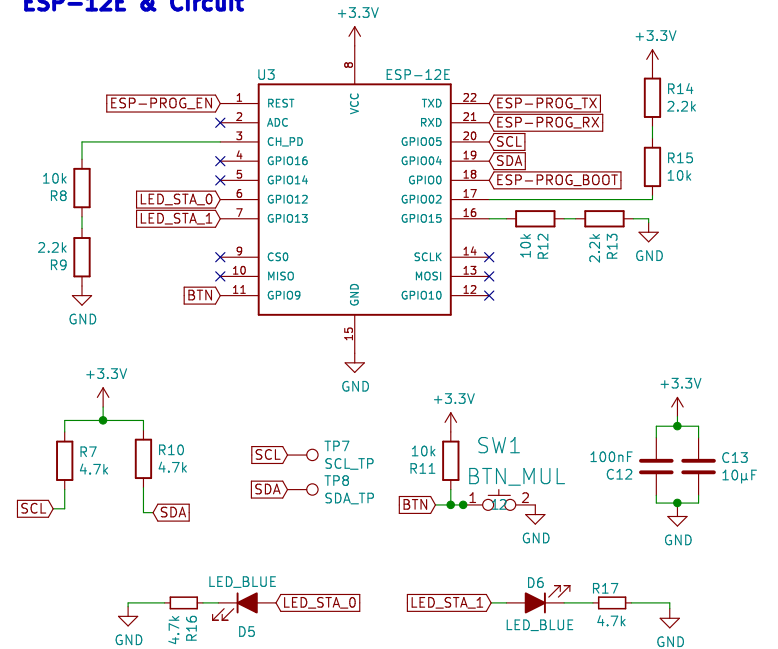 ESP-12E & Circuit
+3.3V
+3.3V
U3
ESP-12E
8
VCC
R14
2.2k
ESP-PROG_EN 1 REST
TXD 22 ESP-PROG_TX
2 ADC
RXD 21 ESP-PROG_RX
3 CH_PD
GPIO05 20 SCL
4 GPIO16
GPIO04 19 SDA
R15
10k
5 GPIO14
GPIO0 18 ESP-PROG_BOOT
10k
R8
LED_STA_0 6 GPIO12
GPIO02 17
LED_STA_1 7 GPIO13
GPIO15 16
10k
R12
2.2k
R13
GND
2.2k
R9
9 CS0
SCLK 14
10 MISO
MOSI 13
BTN 11 GPIO9
GPIO10 12
GND
GND
15
GND
+3.3V
+3.3V
+3.3V
R7
4.7k
R10
4.7k
SCL
SDA
SCL
TP7
SCL_TP
SDA
TP8
SDA_TP
10k
R11
SW1
BTN_MUL
BTN
1
12
2
GND
100nF
C12
C13
10µF
GND
LED_BLUE
LED_STA_0
D5
4.7k
R16
GND
LED_STA_1
D6
LED_BLUE
R17
4.7k
GND